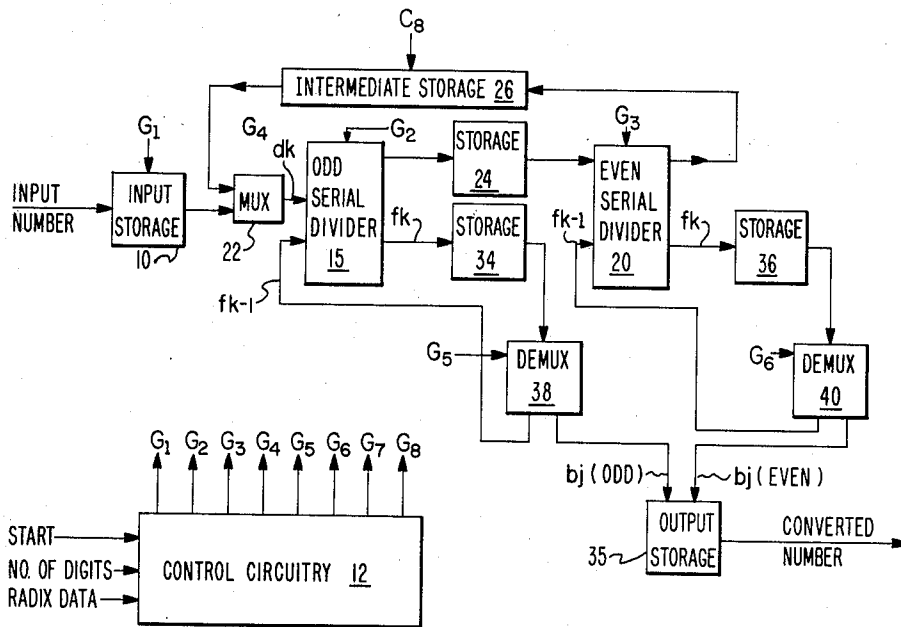 C8
INTERMEDIATE STORAGE 26
G1
G4
dk
G2
G3
INPUT
NUMBER
INPUT
STORAGE
10
MUX
22
ODD
SERIAL
DIVIDER
15
STORAGE
24
EVEN
SERIAL
DIVIDER
20
fk
STORAGE
34
fk-1
fk
STORAGE
36
fk-1
G5
DEMUX
38
G6
DEMUX
40
G1 G2 G3 G4 G5 G6 G7 G8
bj (ODD)
bj (EVEN)
START
NO. OF DIGITS
RADIX DATA
CONTROL CIRCUITRY 12
35
OUTPUT
STORAGE
CONVERTED
NUMBER